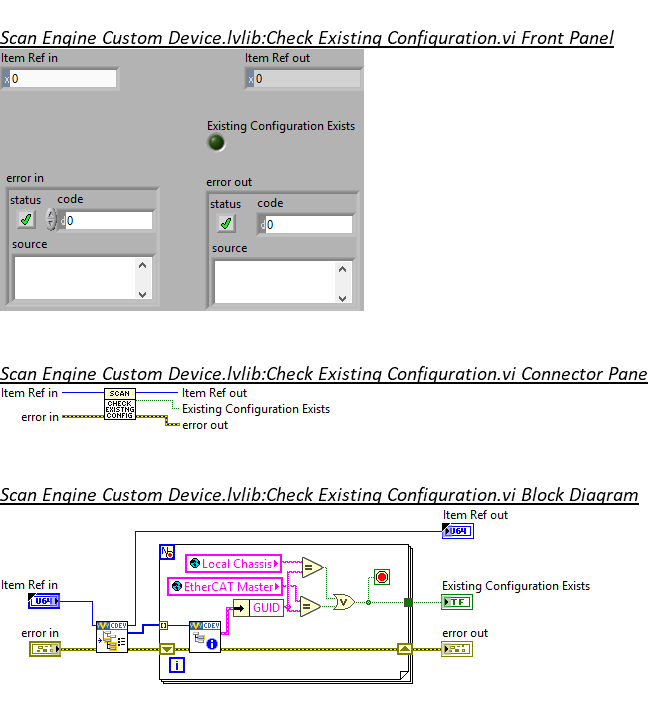 Scan Engine Custom Device.lvlib:Check Existing Configuration.vi Front Panel
Item Ref in
Item Ref out
x 0
x 0
Existing Configuration Exists
error in
error out
status code
status code
d 0
d 0
source
source
Scan Engine Custom Device.lvlib:Check Existing Configuration.vi Connector Pane
Item Ref in
SCAN
CHECK
EXISTNG
CONFIG
Item Ref out
Existing Configuration Exists
error in
error out
Scan Engine Custom Device.lvlib:Check Existing Configuration.vi Block Diagram
Item Ref out
U64
N
Local Chassis
EtherCAT Master
GUID
Item Ref in
U64
Existing Configuration Exists
TF
error in
error out
CDEV
CDEV
i